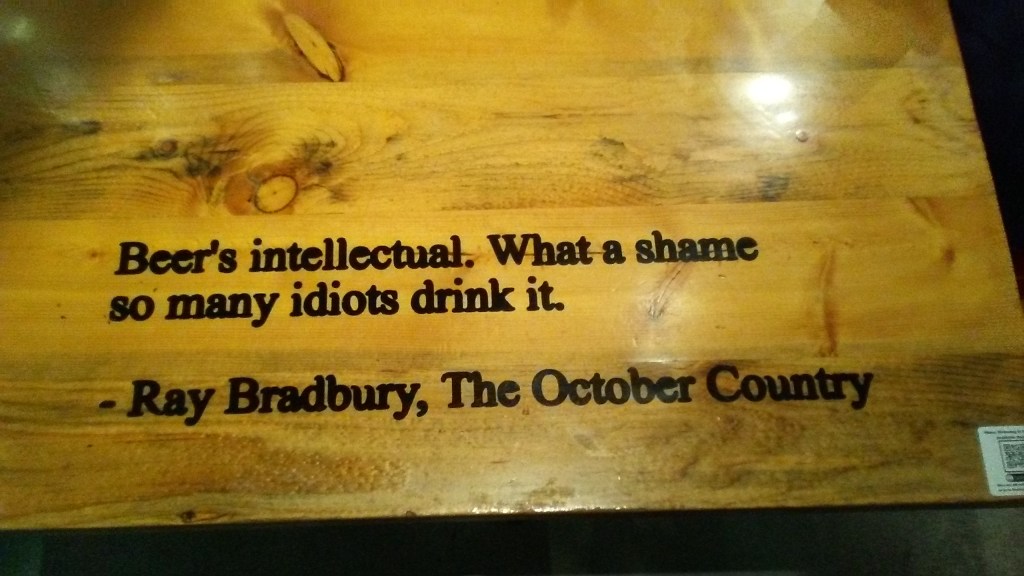 Beer's intellectual. What a shame
so many idiots drink it.
- Ray Bradbury, The October Country